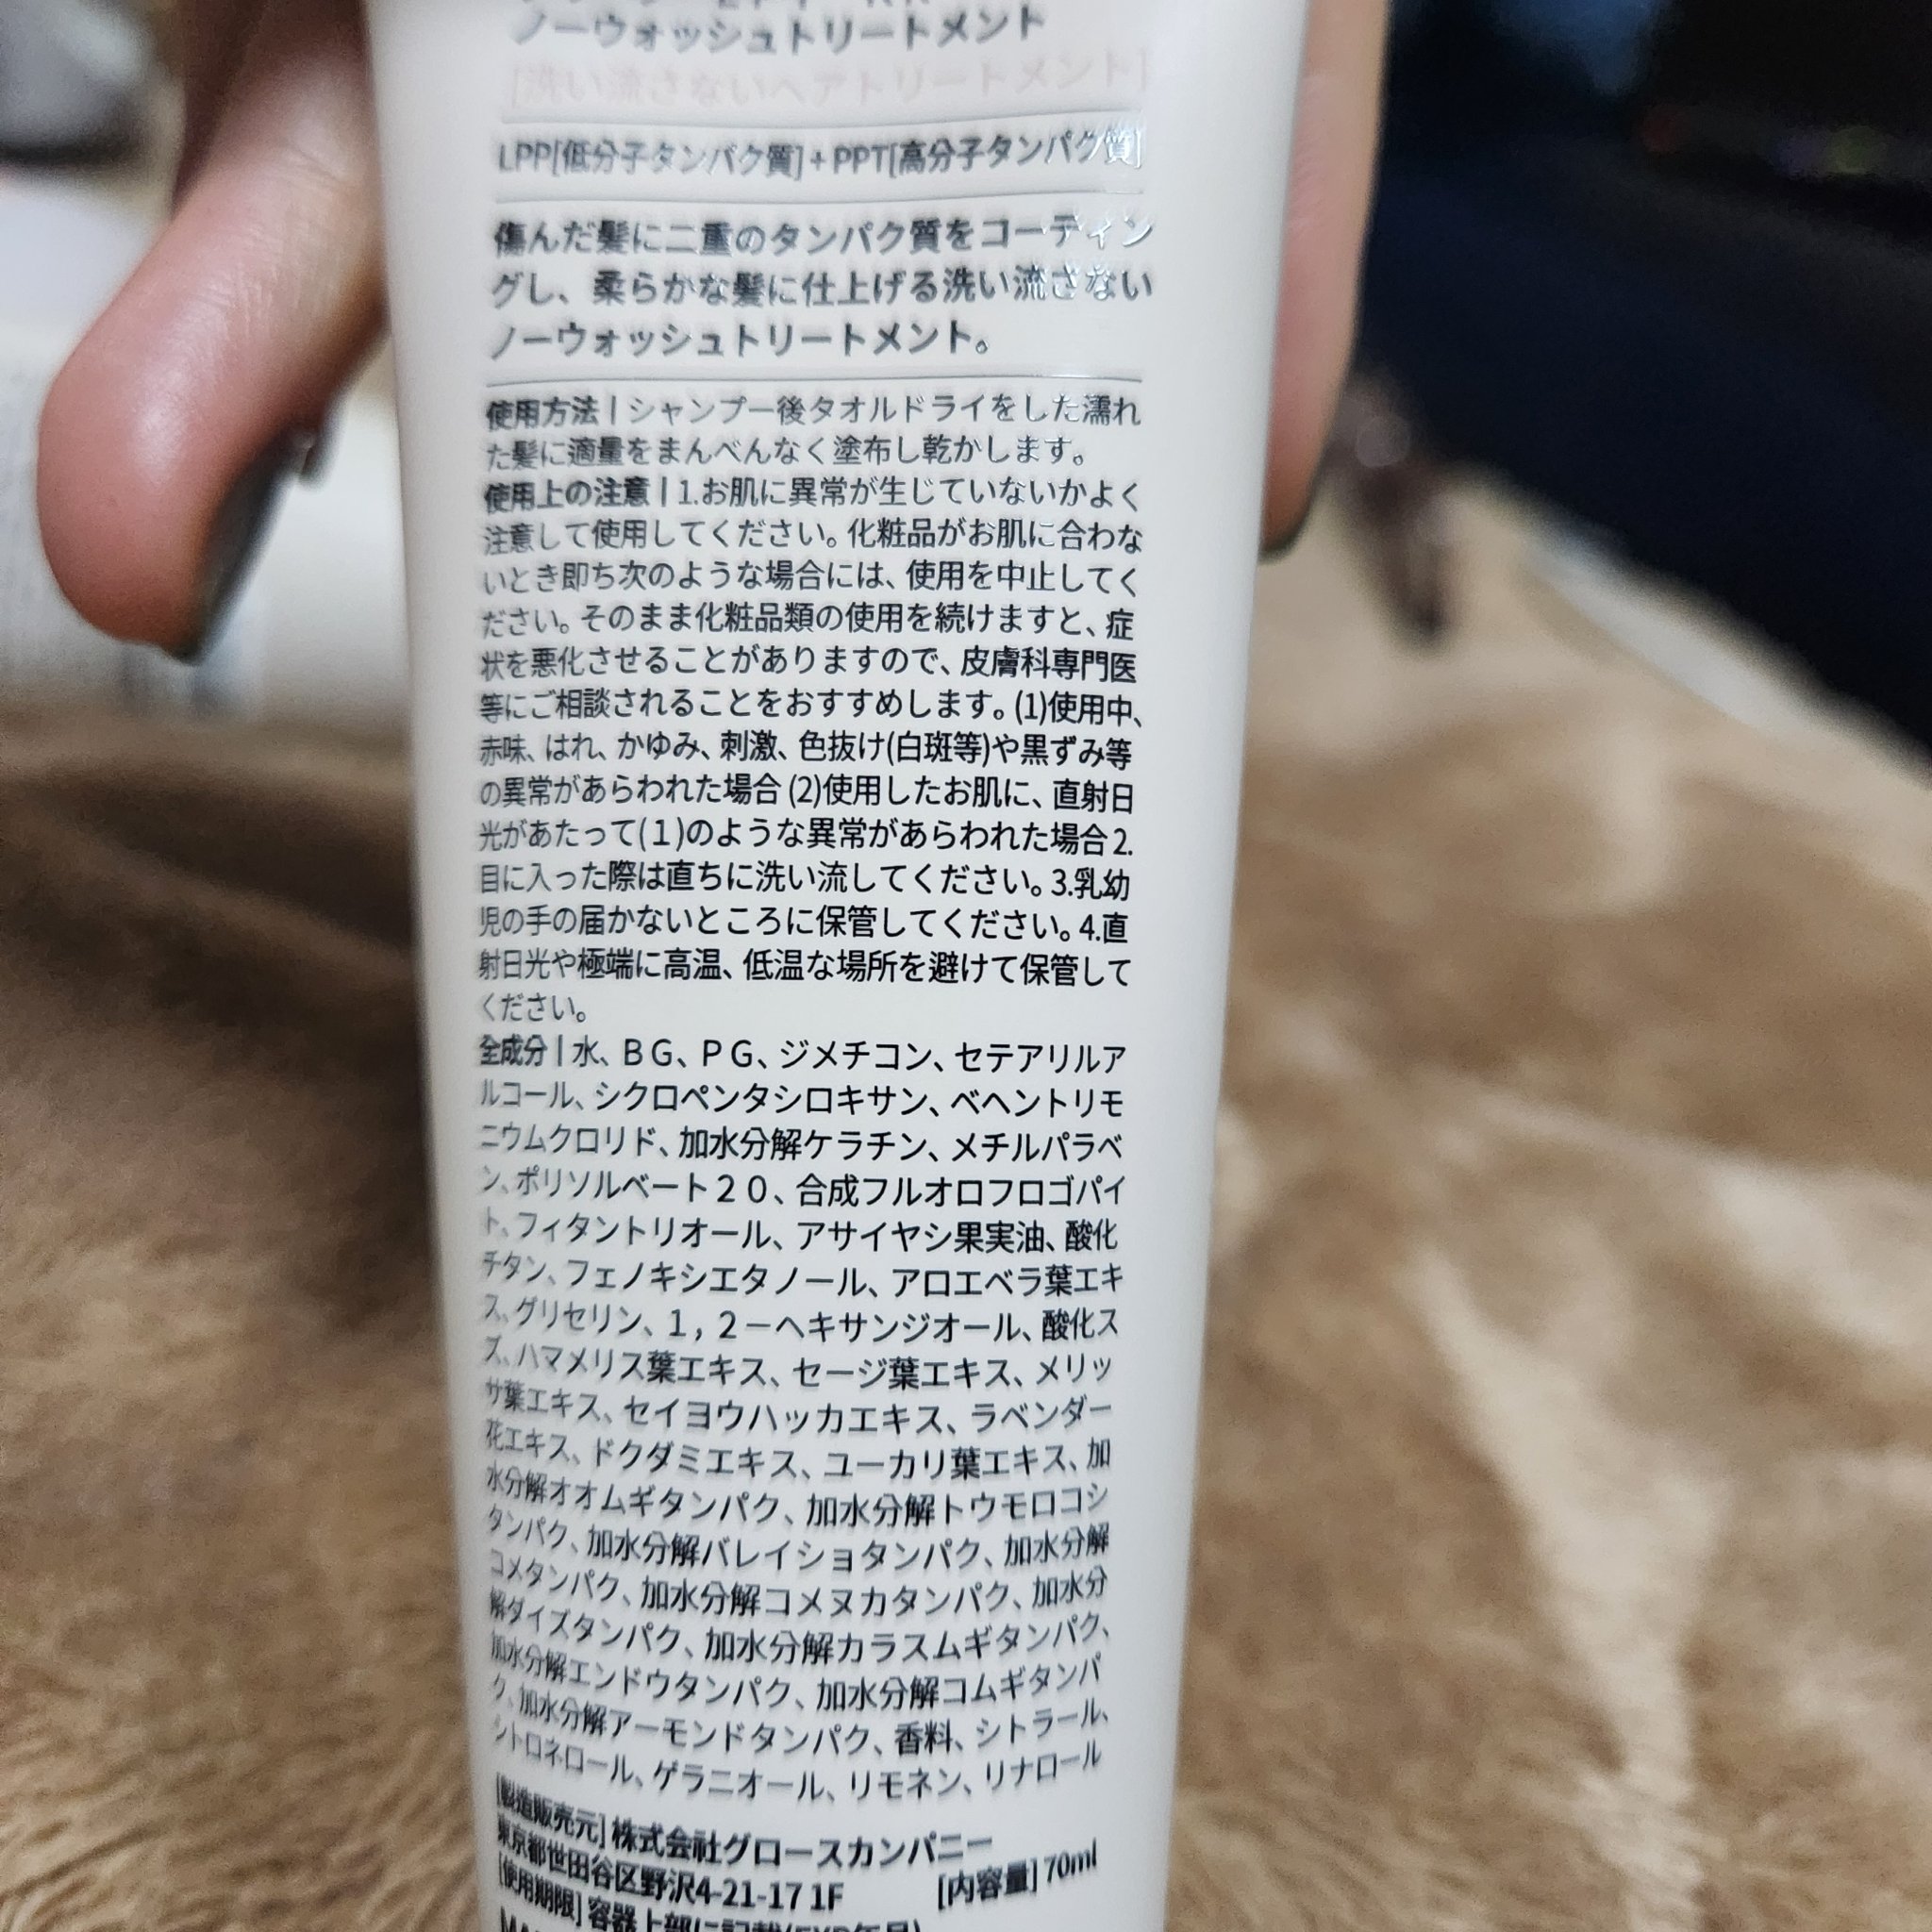 ノーウォッシュトリートメント
[洗い流さないヘアトリートメント]
LPP[低分子タンパク質]+PPT[高分子タンパク質]
傷んだ髪に二重のタンパク質をコーティン
グし、柔らかな髪に仕上げる洗い流さない
ノーウォッシュトリートメント。
使用方法 | シャンプー後タオルドライをした濡れ
た髪に適量をまんべんなく塗布し乾かします。
使用上の注意 | 1.お肌に異常が生じていないかよく
注意して使用してください。化粧品がお肌に合わな
いとき即ち次のような場合には、使用を中止してく
ださい。そのまま化粧品類の使用を続けますと、症
状を悪化させることがありますので、皮膚科専門医
等にご相談されることをおすすめします。(1)使用中、
赤味、はれ、かゆみ、刺激、色抜け(白斑等)や黒ずみ等
の異常があらわれた場合 (2)使用したお肌に、直射日
光があたって(1)のような異常があらわれた場合 2.
目に入った際は直ちに洗い流してください。3.乳幼
児の手の届かないところに保管してください。4.直
射日光や極端に高温、低温な場所を避けて保管して
ください。
全成分 | 水、ＢＧ、ＰＧ、ジメチコン、セテアリルア
ルコール、シクロペンタシロキサン、ベヘントリモ
ニウムクロリド、加水分解ケラチン、メチルパラベ
ン、ポリソルベート２０、合成フルオロフロゴパイ
ト、フィタントリオール、アサイヤシ果実油、酸化
チタン、フェノキシエタノール、アロエベラ葉エキ
ス、グリセリン、１，２－ヘキサンジオール、酸化ス
ズ、ハマメリス葉エキス、セージ葉エキス、メリッ
サ葉エキス、セイヨウハッカエキス、ラベンダー
花エキス、ドクダミエキス、ユーカリ葉エキス、加
水分解オオムギタンパク、加水分解トウモロコシ
タンパク、加水分解バレイショタンパク、加水分解
コメタンパク、加水分解コメヌカタンパク、加水分
解ダイズタンパク、加水分解カラスムギタンパク、
加水分解エンドウタンパク、加水分解コムギタンパ
ク、加水分解アーモンドタンパク、香料、シトラール、
シトロネロール、ゲラニオール、リモネン、リナロール
[製造販売元] 株式会社グロースカンパニー
東京都世田谷区野沢4-21-17 1F [内容量] 70ml
[使用期限] 容器上部に記載(EXP年月)